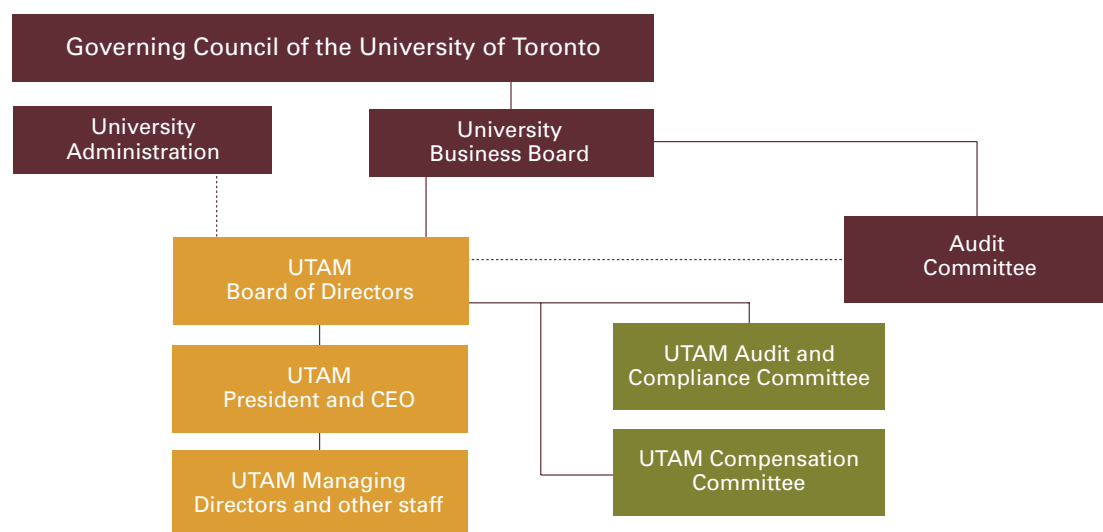 Governing Council of the University of Toronto
University
Administration
University
Business Board
Audit
Committee
UTAM
Board of Directors
UTAM Audit and
Compliance Committee
UTAM
President and CEO
UTAM Compensation
Committee
UTAM Managing
Directors and other staff